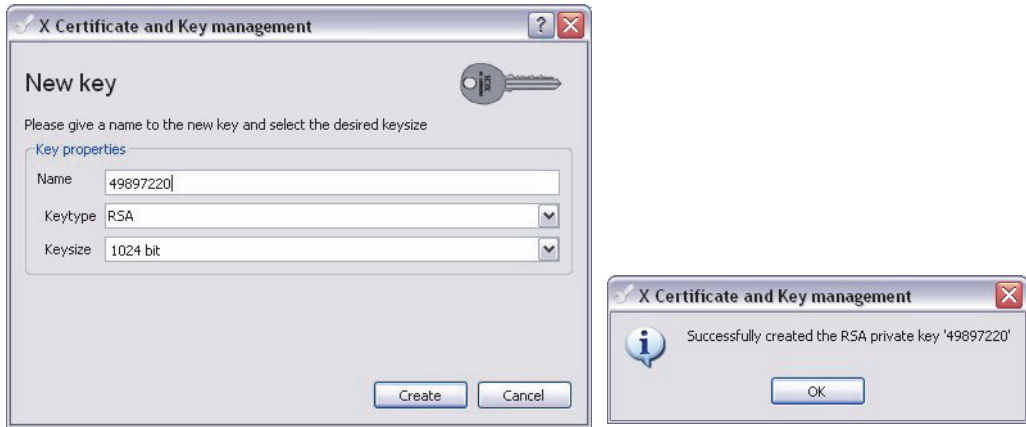 X Certificate and Key management
New key
Please give a name to the new key and select the desired keysize
Key properties
Name 49897220
Keytype RSA
Keysize 1024 bit
Create Cancel
X Certificate and Key management
Successfully created the RSA private key '49897220'
OK